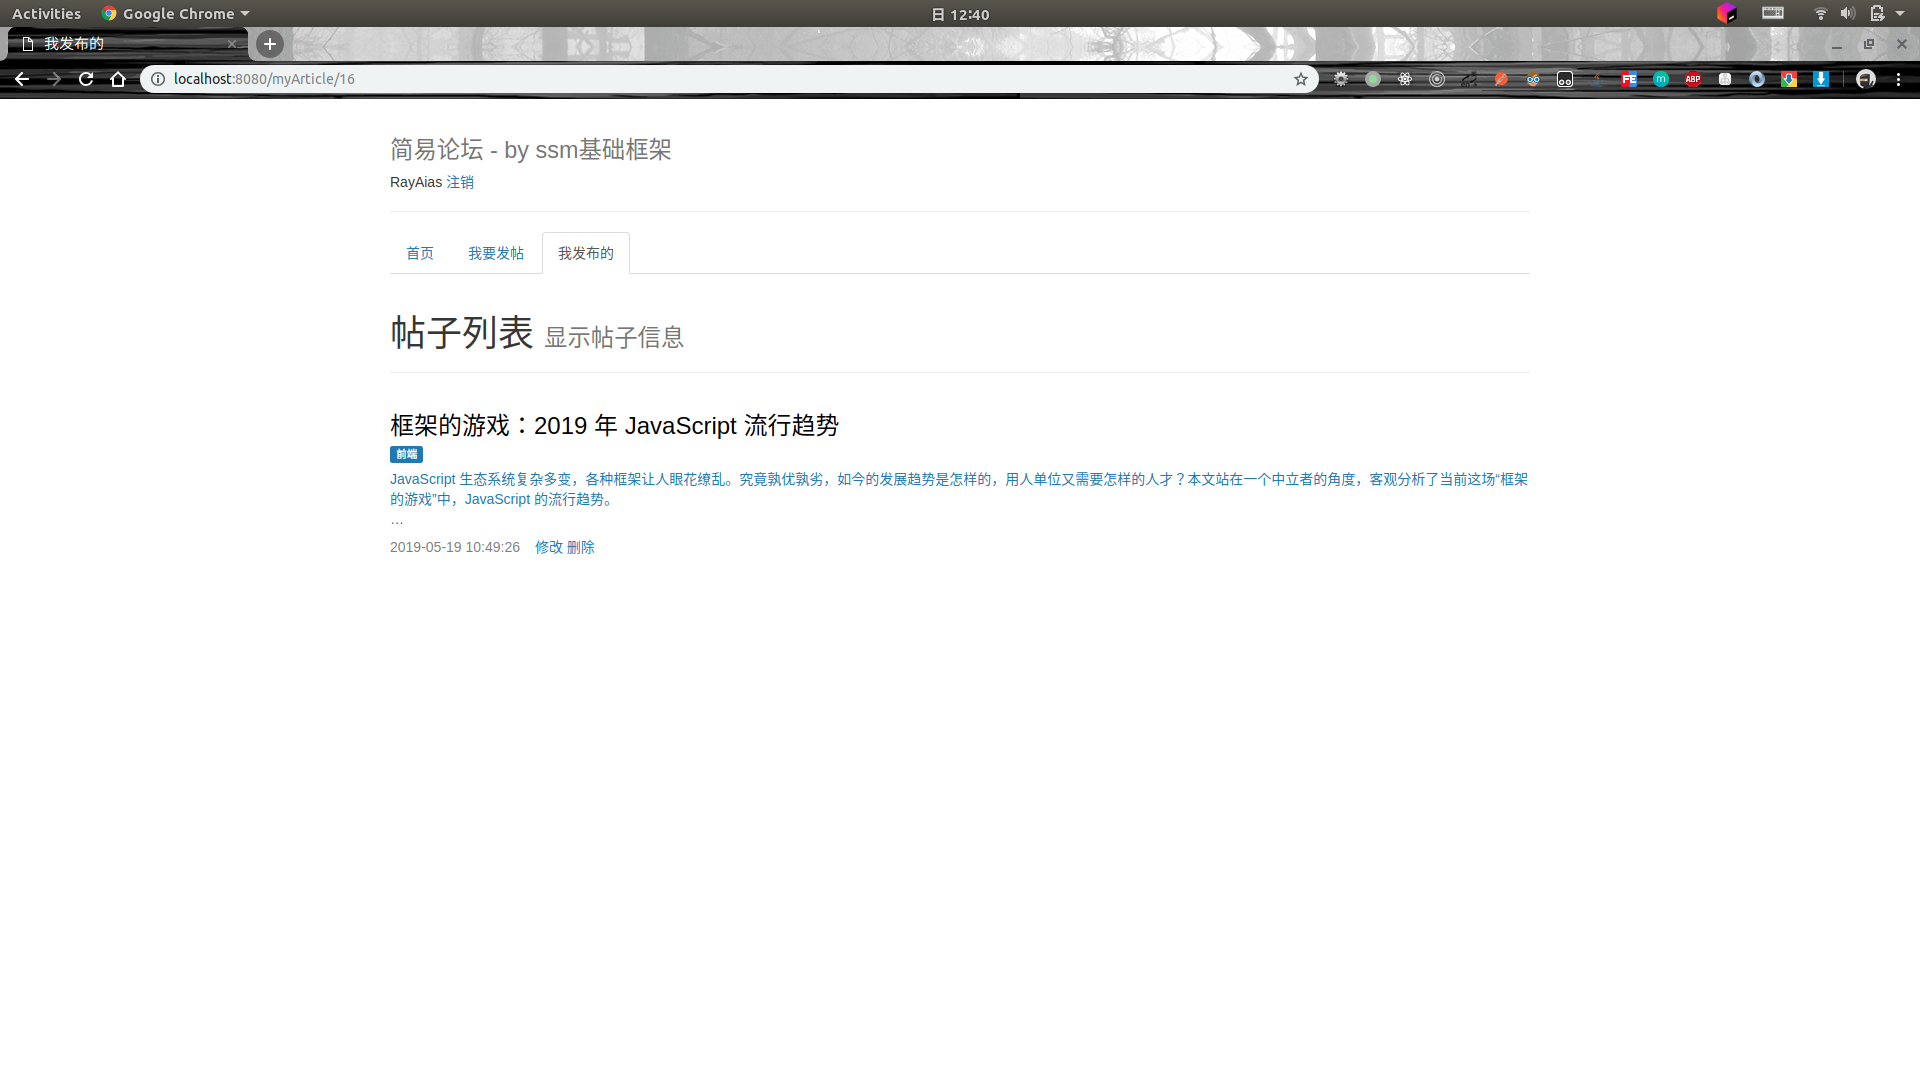 Activities
Google Chrome
日 12:40
我发布的
localhost:8080/myArticle/16
FE
m
ABP
简易论坛 - by ssm基础框架
RayAias 注销
首页
我要发帖
我发布的
帖子列表 显示帖子信息
框架的游戏：2019 年 JavaScript 流行趋势
前端
JavaScript 生态系统复杂多变，各种框架让人眼花缭乱。究竟孰优孰劣，如今的发展趋势是怎样的，用人单位又需要怎样的人才？本文站在一个中立者的角度，客观分析了当前这场“框架
的游戏”中，JavaScript 的流行趋势。
…
2019-05-19 10:49:26 修改 删除